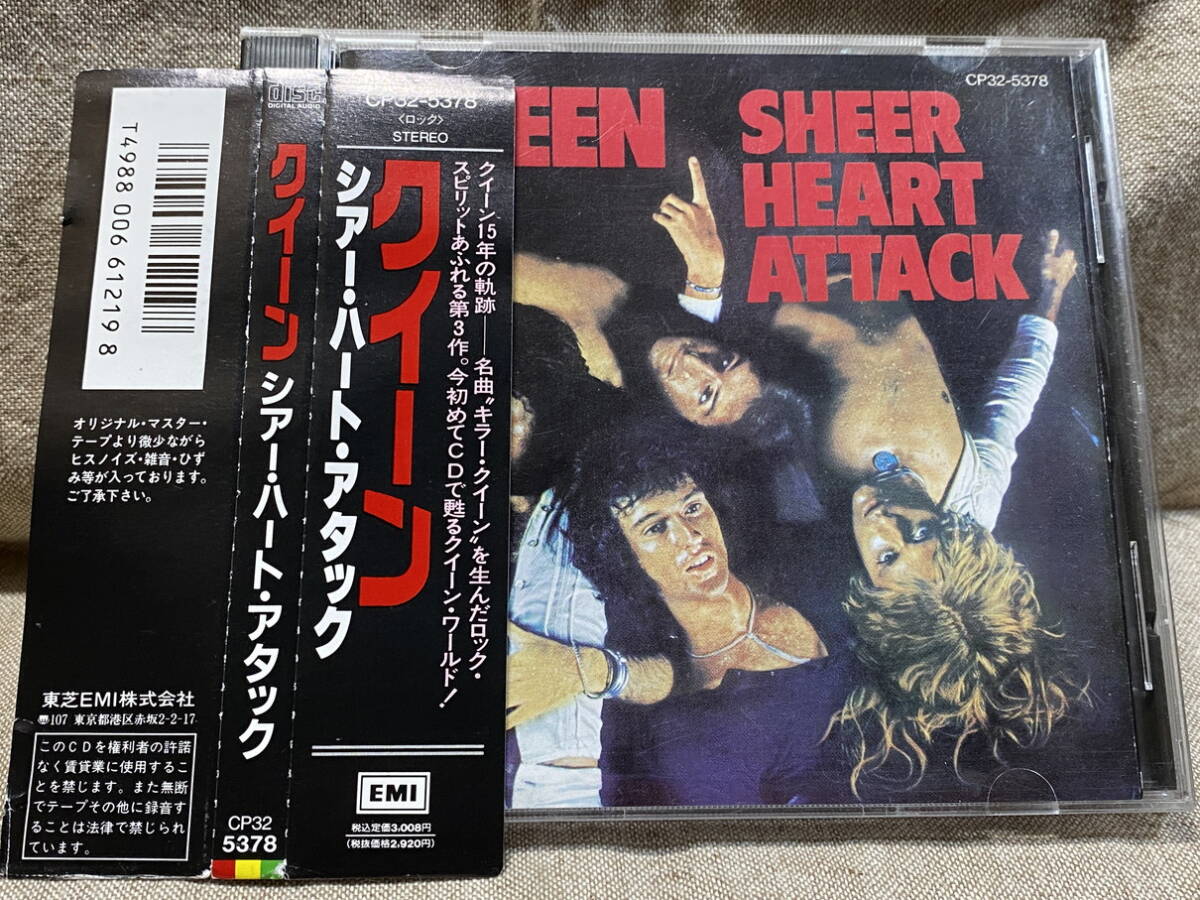 T4988 006 61219 8
オリジナル・マスター・
テープより微少ながら
ヒスノイズ・雑音・ひず
み等が入っております。
ご了承下さい。
東芝EMI株式会社
107 東京都港区赤坂2-2-17
このCDを権利者の許諾
なく賃貸業に使用するこ
とを禁じます。また無断
でテープその他に録音す
ることは法律で禁じられ
ています。
DISC
DIGITAL AUDIO
クイーン シアー・ハート・アタック
CP32
5378
CP32-5378
〈ロック〉
STEREO
クイーン
シアー・ハート・アタック
クイーン15年の軌跡——名曲“キラー・クイーン”を生んだロック・
スピリットあふれる第3作。今初めてCDで甦るクイーン・ワールド!
EMI
税込定価3,008円
(税抜価格2,920円)
CP32-5378
EEN
SHEER
HEART
ATTACK